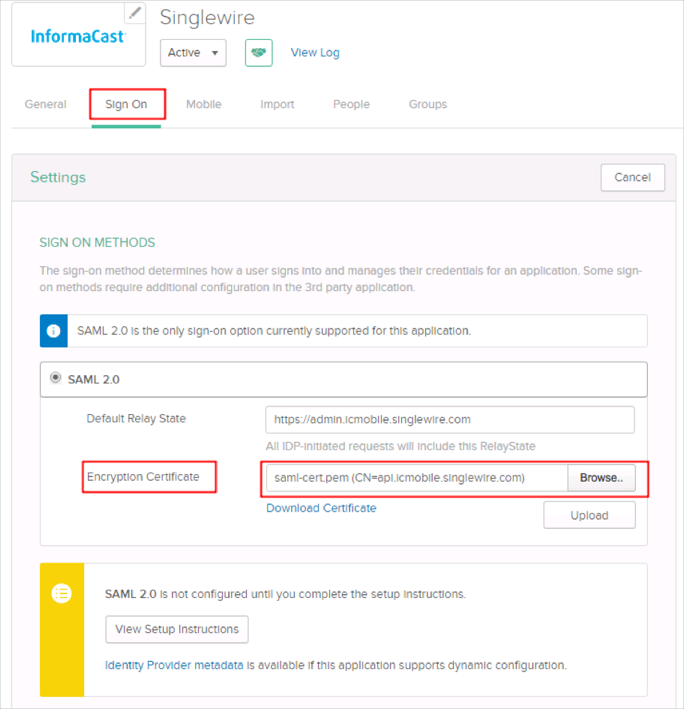 Singlewire
InformaCast
Active
View Log
General Sign On Mobile Import People Groups
Settings
Cancel
SIGN ON METHODS
The sign-on method determines how a user signs into and manages their credentials for an application. Some sign-
on methods require additional configuration in the 3rd party application.
SAML 2.0 is the only sign-on option currently supported for this application.
SAML 2.0
Default Relay State https://admin.icmobile.singlewire.com
All IDP-initiated requests will include this RelayState
Encryption Certificate saml-cert.pem (CN=api.icmobile.singlewire.com) Browse..
Download Certificate
Upload
SAML 2.0 is not configured until you complete the setup instructions.
View Setup Instructions
Identity Provider metadata is available if this application supports dynamic configuration.